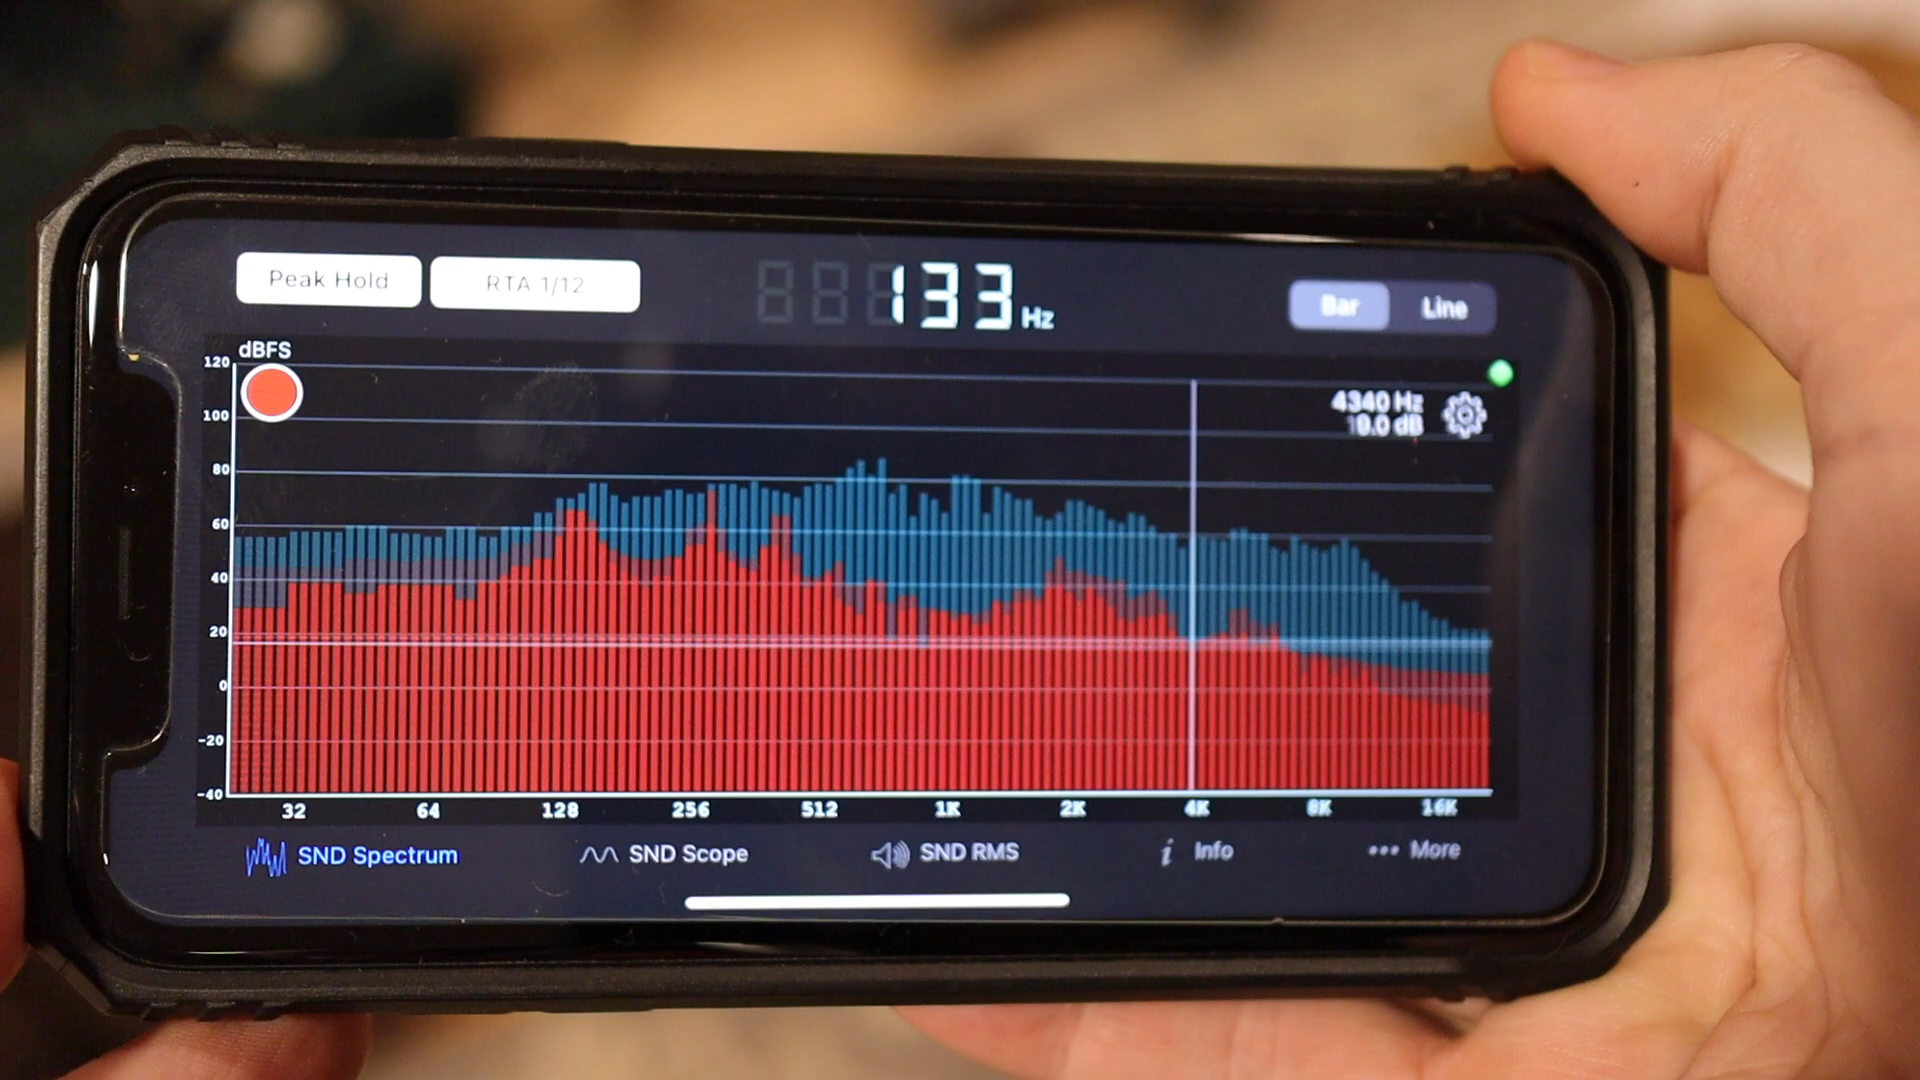 Peak Hold RTA 1/12 133 Hz Bar Line
dBFS
120
100
80
60
40
20
0
-20
-40
4340 Hz
dB
32 64 128 256 512 1K 2K 4K 8K 16K
SND Spectrum SND Scope SND RMS i Info More